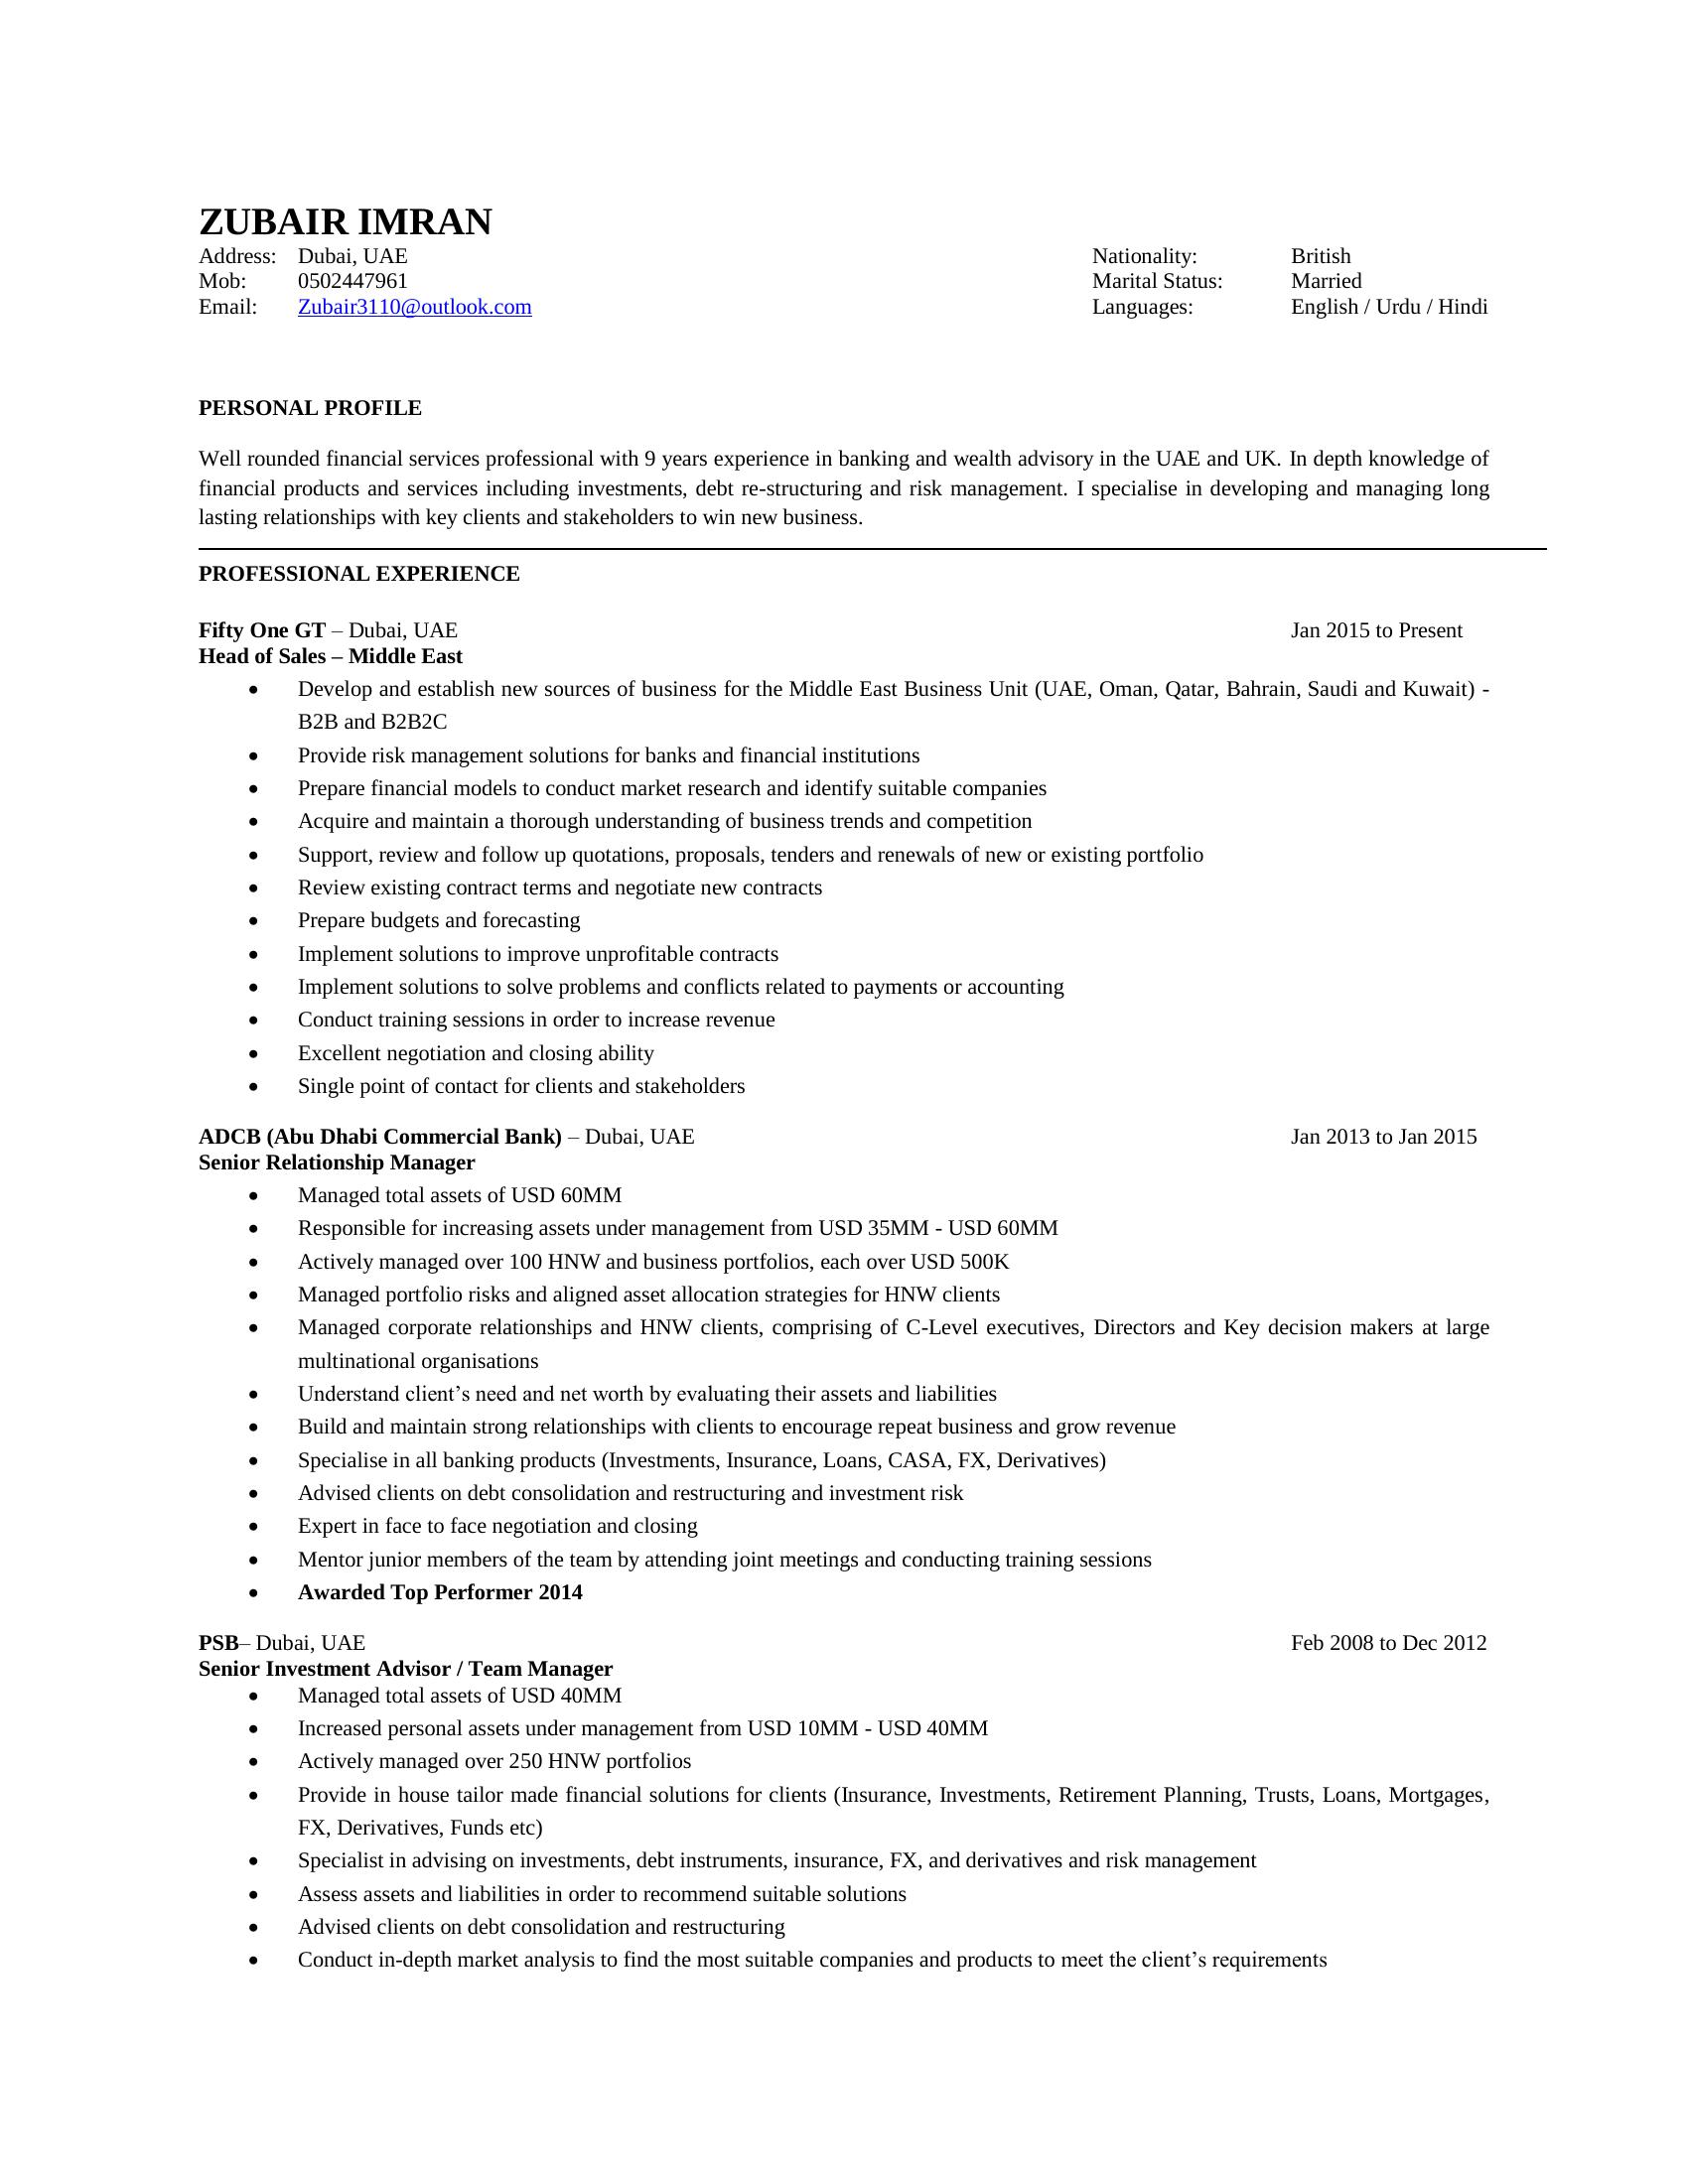 ZUBAIR IMRAN
Address: Dubai, UAE Nationality: British
Mob: 0502447961 Marital Status: Married
Email: Zubair3110@outlook.com Languages: English / Urdu / Hindi
PERSONAL PROFILE
Well rounded financial services professional with 9 years experience in banking and wealth advisory in the UAE and UK. In depth knowledge of
financial products and services including investments, debt re-structuring and risk management. I specialise in developing and managing long
lasting relationships with key clients and stakeholders to win new business.
PROFESSIONAL EXPERIENCE
Fifty One GT – Dubai, UAE Jan 2015 to Present
Head of Sales – Middle East
• Develop and establish new sources of business for the Middle East Business Unit (UAE, Oman, Qatar, Bahrain, Saudi and Kuwait) -
B2B and B2B2C
• Provide risk management solutions for banks and financial institutions
• Prepare financial models to conduct market research and identify suitable companies
• Acquire and maintain a thorough understanding of business trends and competition
• Support, review and follow up quotations, proposals, tenders and renewals of new or existing portfolio
• Review existing contract terms and negotiate new contracts
• Prepare budgets and forecasting
• Implement solutions to improve unprofitable contracts
• Implement solutions to solve problems and conflicts related to payments or accounting
• Conduct training sessions in order to increase revenue
• Excellent negotiation and closing ability
• Single point of contact for clients and stakeholders
ADCB (Abu Dhabi Commercial Bank) – Dubai, UAE Jan 2013 to Jan 2015
Senior Relationship Manager
• Managed total assets of USD 60MM
• Responsible for increasing assets under management from USD 35MM - USD 60MM
• Actively managed over 100 HNW and business portfolios, each over USD 500K
• Managed portfolio risks and aligned asset allocation strategies for HNW clients
• Managed corporate relationships and HNW clients, comprising of C-Level executives, Directors and Key decision makers at large
multinational organisations
• Understand client’s need and net worth by evaluating their assets and liabilities
• Build and maintain strong relationships with clients to encourage repeat business and grow revenue
• Specialise in all banking products (Investments, Insurance, Loans, CASA, FX, Derivatives)
• Advised clients on debt consolidation and restructuring and investment risk
• Expert in face to face negotiation and closing
• Mentor junior members of the team by attending joint meetings and conducting training sessions
• Awarded Top Performer 2014
PSB– Dubai, UAE Feb 2008 to Dec 2012
Senior Investment Advisor / Team Manager
• Managed total assets of USD 40MM
• Increased personal assets under management from USD 10MM - USD 40MM
• Actively managed over 250 HNW portfolios
• Provide in house tailor made financial solutions for clients (Insurance, Investments, Retirement Planning, Trusts, Loans, Mortgages,
FX, Derivatives, Funds etc)
• Specialist in advising on investments, debt instruments, insurance, FX, and derivatives and risk management
• Assess assets and liabilities in order to recommend suitable solutions
• Advised clients on debt consolidation and restructuring
• Conduct in-depth market analysis to find the most suitable companies and products to meet the client’s requirements